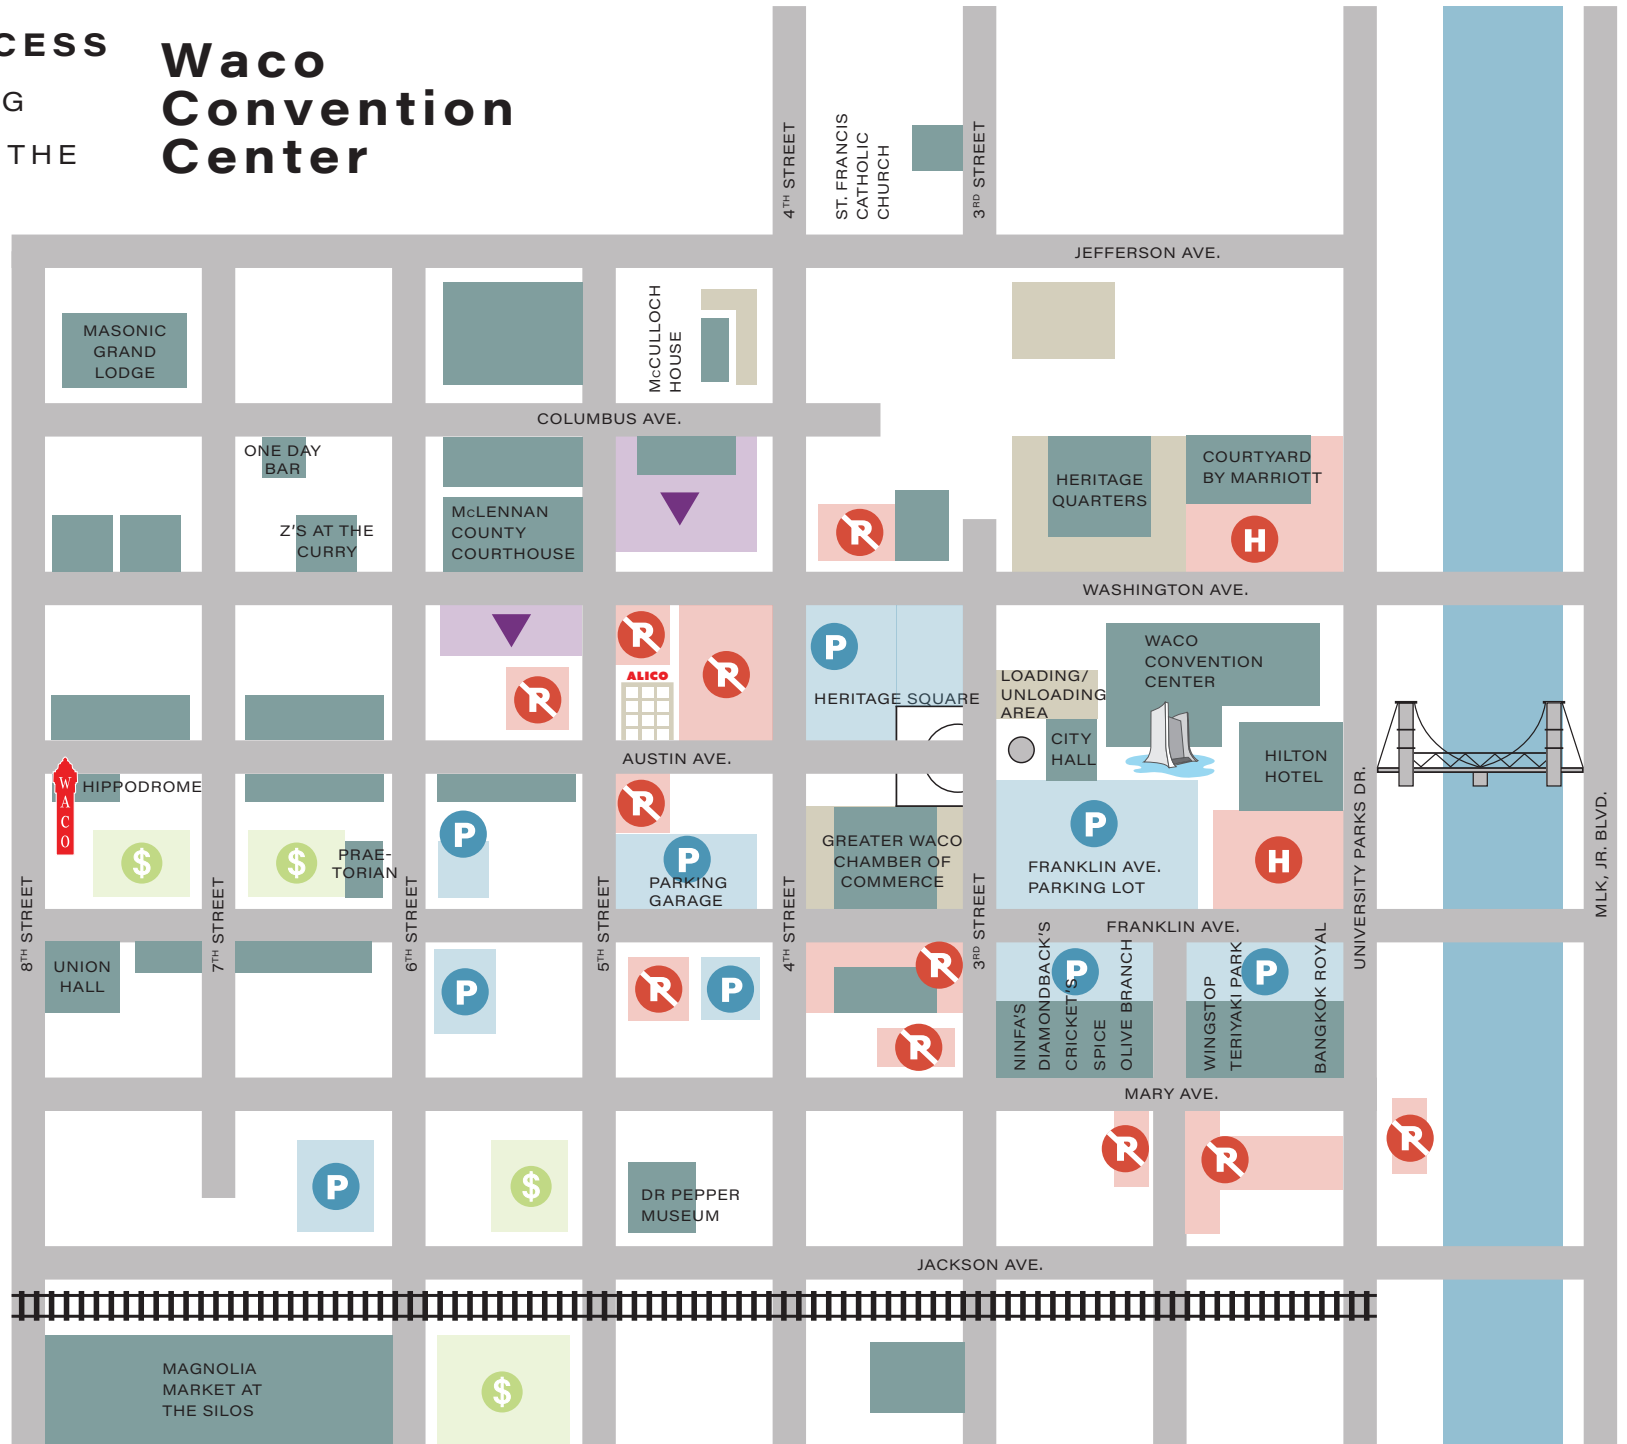 CESS
G
THE
Waco
Convention
Center
4TH STREET
ST. FRANCIS
CATHOLIC
CHURCH
3RD STREET
JEFFERSON AVE.
MASONIC
GRAND
LODGE
McCULLOCH
HOUSE
COLUMBUS AVE.
ONE DAY
BAR
Z'S AT THE
CURRY
McLENNAN
COUNTY
COURTHOUSE
R
HERITAGE
QUARTERS
COURTYARD
BY MARRIOTT
H
WASHINGTON AVE.
R
R
ALICO
R
P
HERITAGE SQUARE
LOADING/
UNLOADING
AREA
WACO
CONVENTION
CENTER
CITY
HALL
HILTON
HOTEL
AUSTIN AVE.
WACO
HIPPODROME
$
$
PRAE-
TORIAN
P
R
P
PARKING
GARAGE
GREATER WACO
CHAMBER OF
COMMERCE
P
FRANKLIN AVE.
PARKING LOT
H
UNIVERSITY PARKS DR.
MLK, JR. BLVD.
8TH STREET
7TH STREET
6TH STREET
5TH STREET
4TH STREET
3RD STREET
FRANKLIN AVE.
UNION
HALL
P
R
P
R
R
P
NINFA'S
DIAMONDBACK'S
CRICKET'S
SPICE
OLIVE BRANCH
P
WINGSTOP
TERIYAKI PARK
BANGKOK ROYAL
MARY AVE.
P
$
DR PEPPER
MUSEUM
R
R
R
JACKSON AVE.
MAGNOLIA
MARKET AT
THE SILOS
$